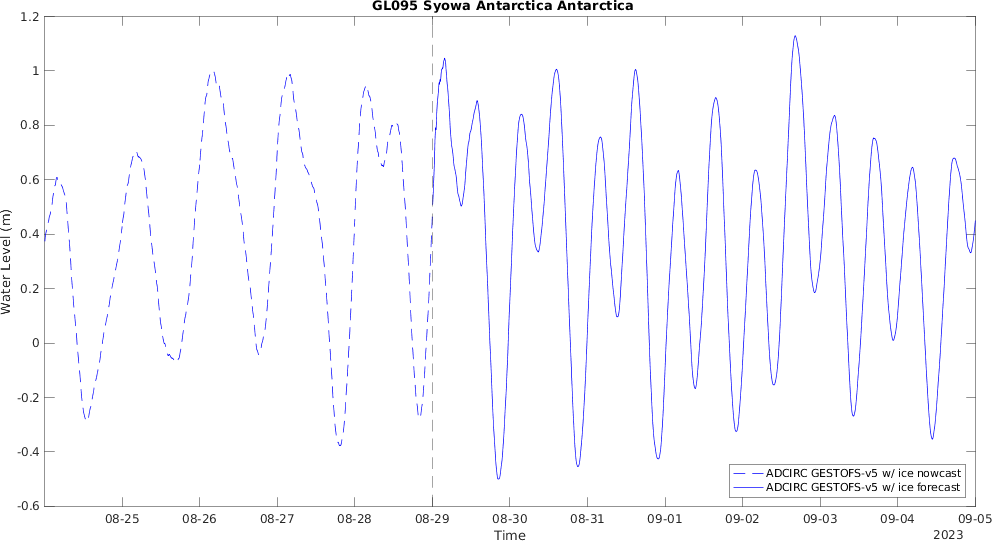 GL095 Syowa Antarctica Antarctica
1.2
1
0.8
0.6
0.4
0.2
0
-0.2
-0.4
-0.6
Water Level (m)
08-25 08-26 08-27 08-28 08-29 08-30 08-31 09-01 09-02 09-03 09-04 09-05
Time
2023
ADCIRC GESTOFS-v5 w/ ice nowcast
ADCIRC GESTOFS-v5 w/ ice forecast